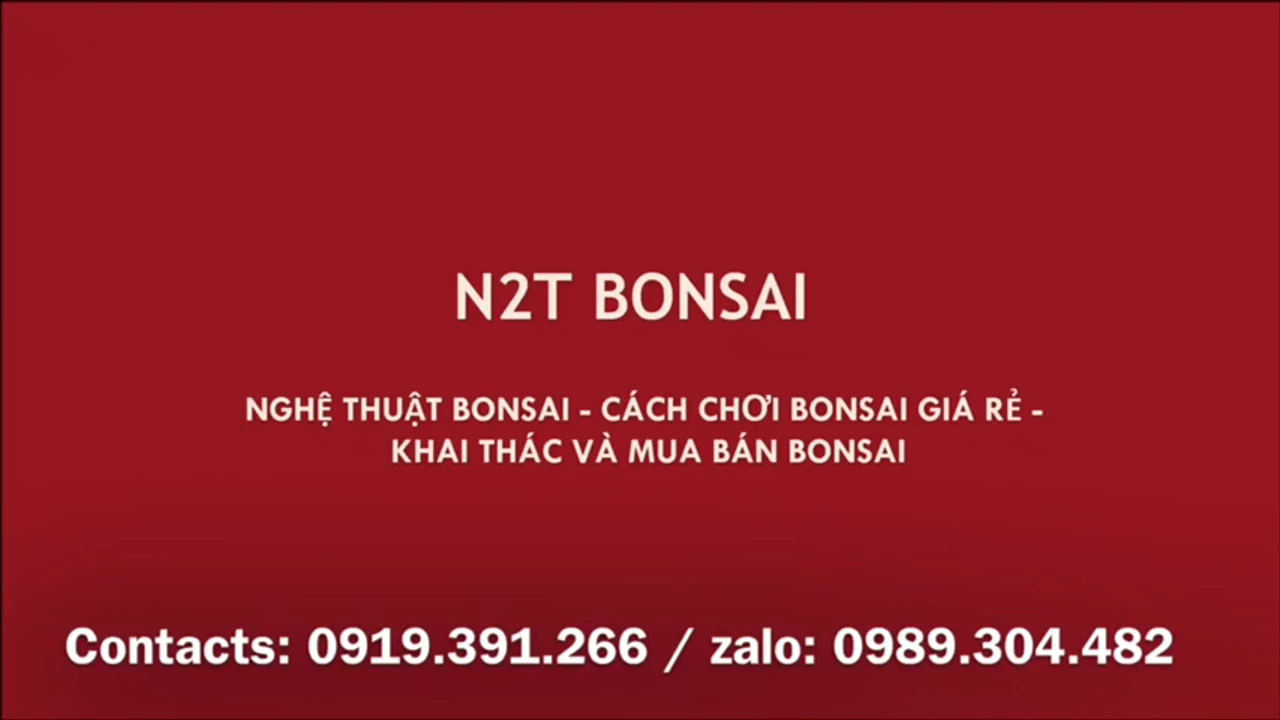 N2T BONSAI
NGHỆ THUẬT BONSAI - CÁCH CHƠI BONSAI GIÁ RẺ -
KHAI THÁC VÀ MUA BÁN BONSAI
Contacts: 0919.391.266 / zalo: 0989.304.482